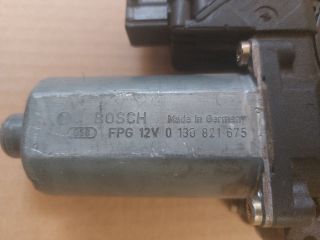 BOSCH Made in Germany
FPG 12V 0 130 821 675